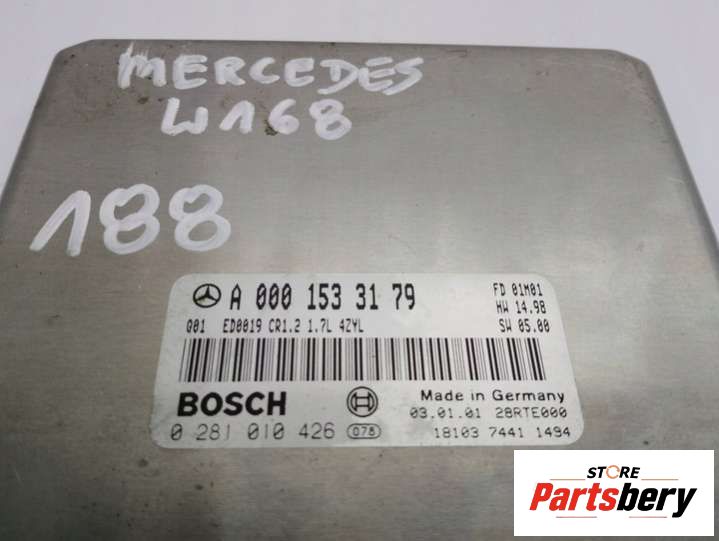 MERCEDES
W168
188
A 000 153 31 79
FD 01M01
HW 14.98
Q01 ED0019 CR1.2 1.7L 4ZYL
SW 05.00
BOSCH
Made in Germany
03.01.01 28RTE000
0 281 010 426 078
18103 7441 1494
STORE
Partsbery